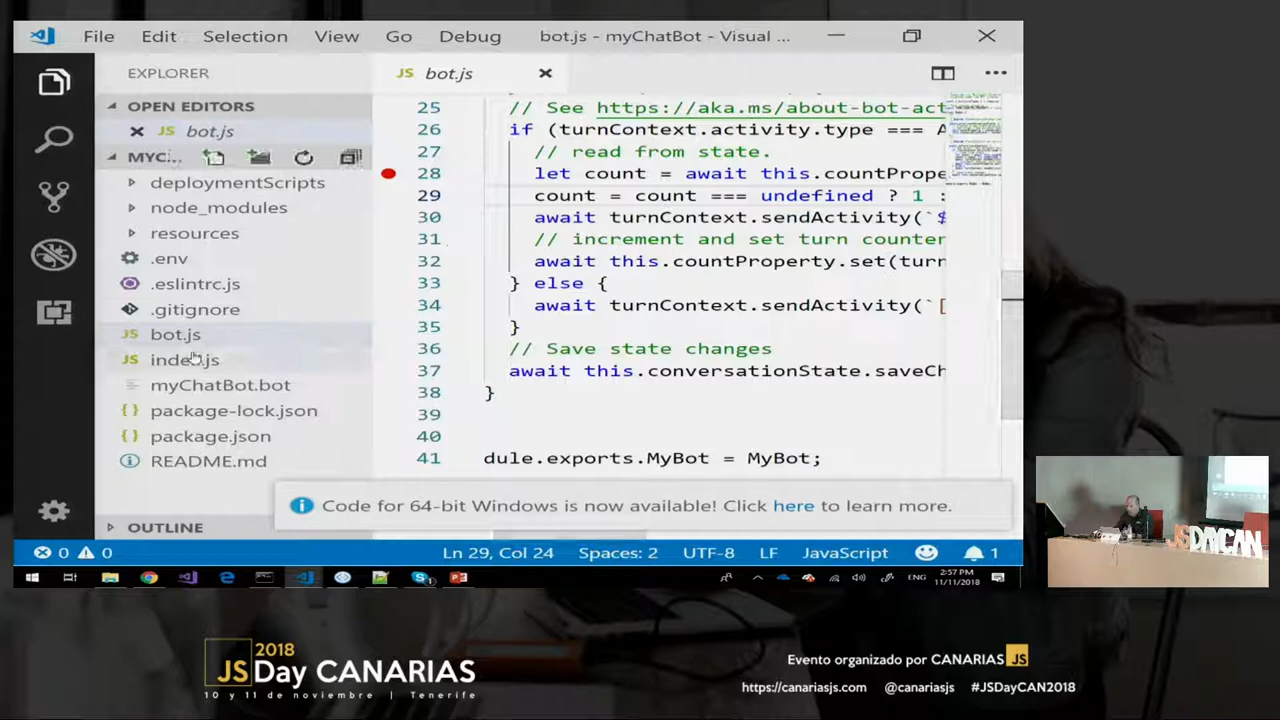 File Edit Selection View Go Debug bot.js - myChatBot - Visual ...
EXPLORER
OPEN EDITORS
JS bot.js
MYC...
deploymentScripts
node_modules
resources
.env
.eslintrc.js
.gitignore
JS bot.js
JS index.js
myChatBot.bot
{ } package-lock.json
{ } package.json
README.md
OUTLINE
JS bot.js
25 // See https://aka.ms/about-bot-act
26 if (turnContext.activity.type === A
27 // read from state.
28 let count = await this.countPrope
29 count = count === undefined ? 1 :
30 await turnContext.sendActivity(`$
31 // increment and set turn counter
32 await this.countProperty.set(turn
33 } else {
34 await turnContext.sendActivity(`[
35 }
36 // Save state changes
37 await this.conversationState.saveCh
38 }
39
40
41 dule.exports.MyBot = MyBot;
Code for 64-bit Windows is now available! Click here to learn more.
0 0 Ln 29, Col 24 Spaces: 2 UTF-8 LF JavaScript 1
ENG 2:57 PM
11/11/2018
JSDAYCAN
2018
JSDay CANARIAS
10 y 11 de noviembre | Tenerife
Evento organizado por CANARIAS JS
https://canariasjs.com @canariasjs #JSDayCAN2018